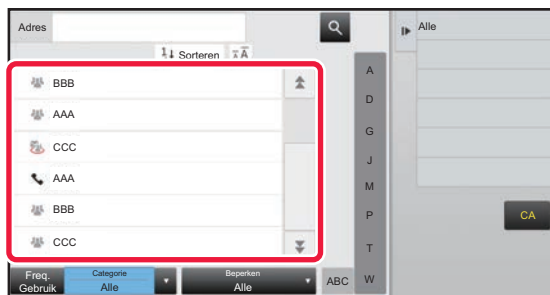 Adres
Sorteren
A
BBB
AAA
CCC
AAA
BBB
CCC
A
D
G
J
M
P
T
W
Freq. Gebruik
Categorie
Alle
Beperken
Alle
ABC
Alle
CA